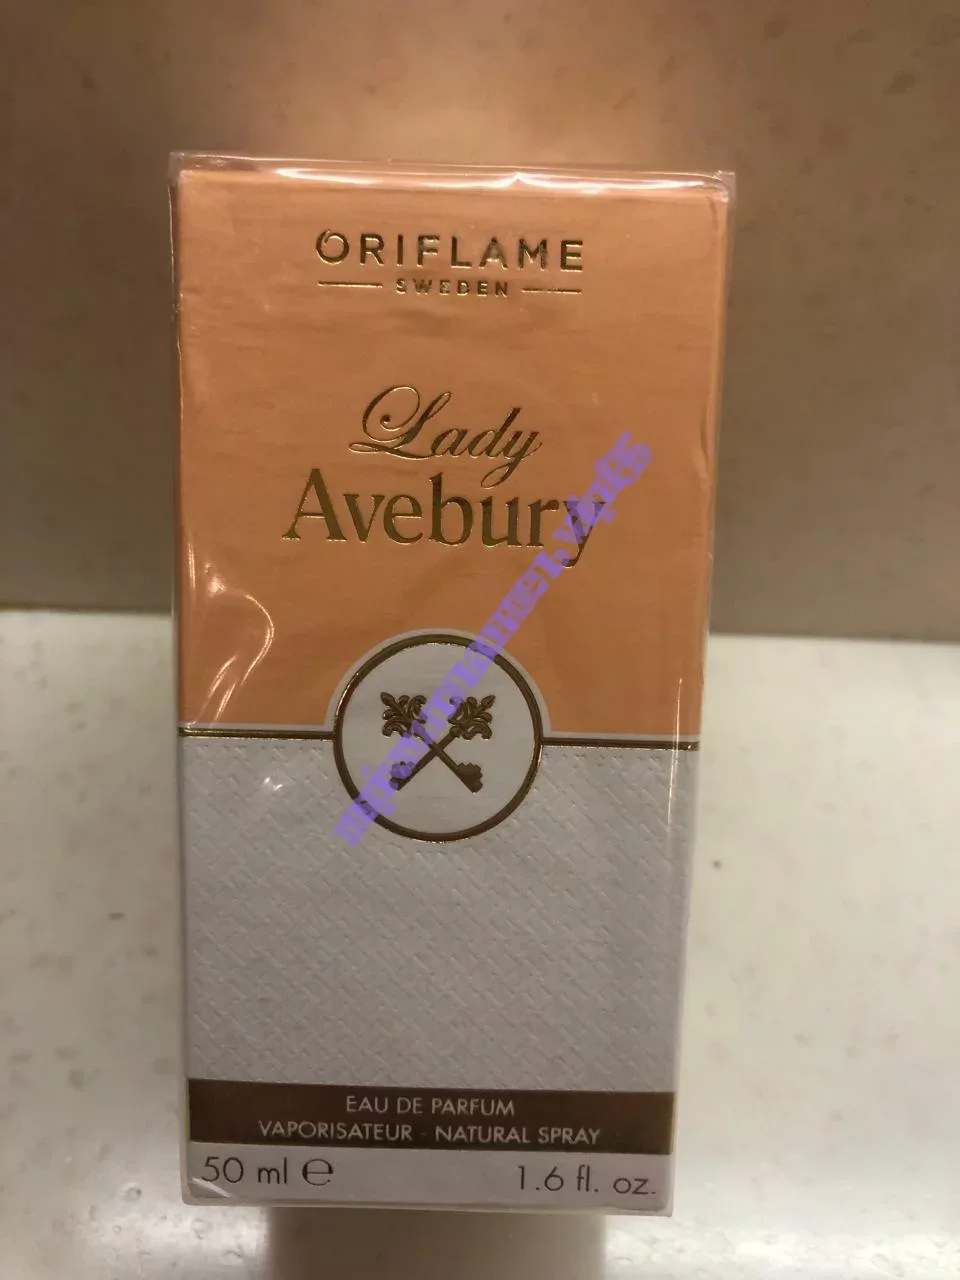 ORIFLAME
SWEDEN
Lady
Avebury
EAU DE PARFUM
VAPORISATEUR - NATURAL SPRAY
50 ml ℮
1.6 fl. oz.